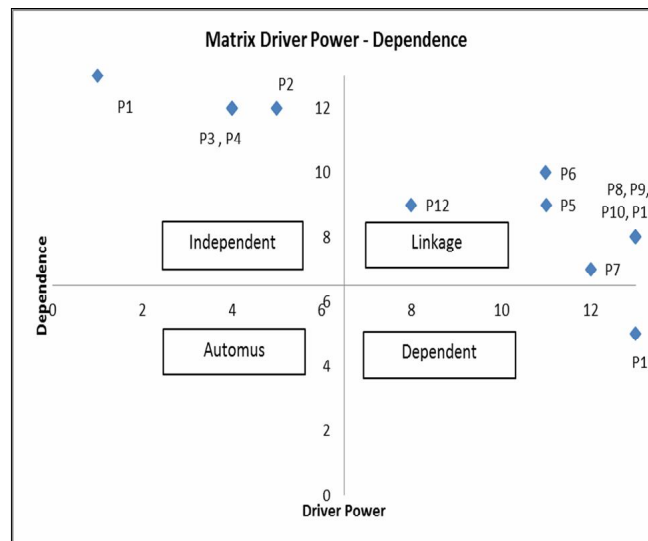 Matrix Driver Power - Dependence
P1
P2
P3 , P4
12
10
P6
P5
P8, P9,
P10, P1
P12
8
Independent
Linkage
P7
Dependence
0
2
4
6
6
8
10
12
Automus
Dependent
P1
4
2
0
Driver Power